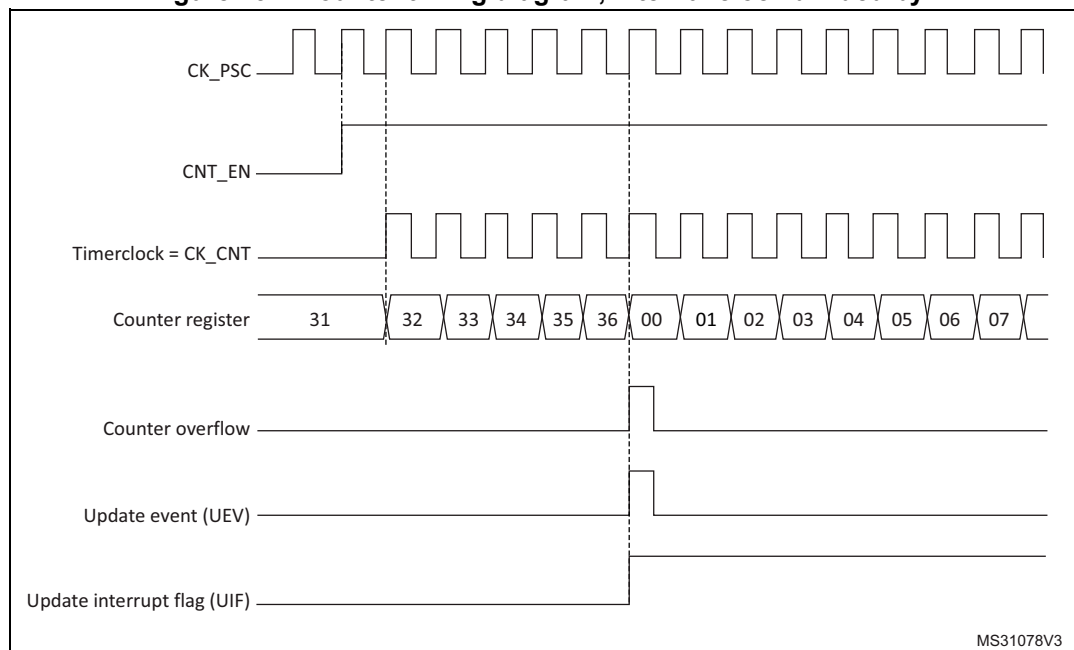 CK_PSC
CNT_EN
Timerclock = CK_CNT
Counter register 31 32 33 34 35 36 00 01 02 03 04 05 06 07
Counter overflow
Update event (UEV)
Update interrupt flag (UIF)
MS31078V3